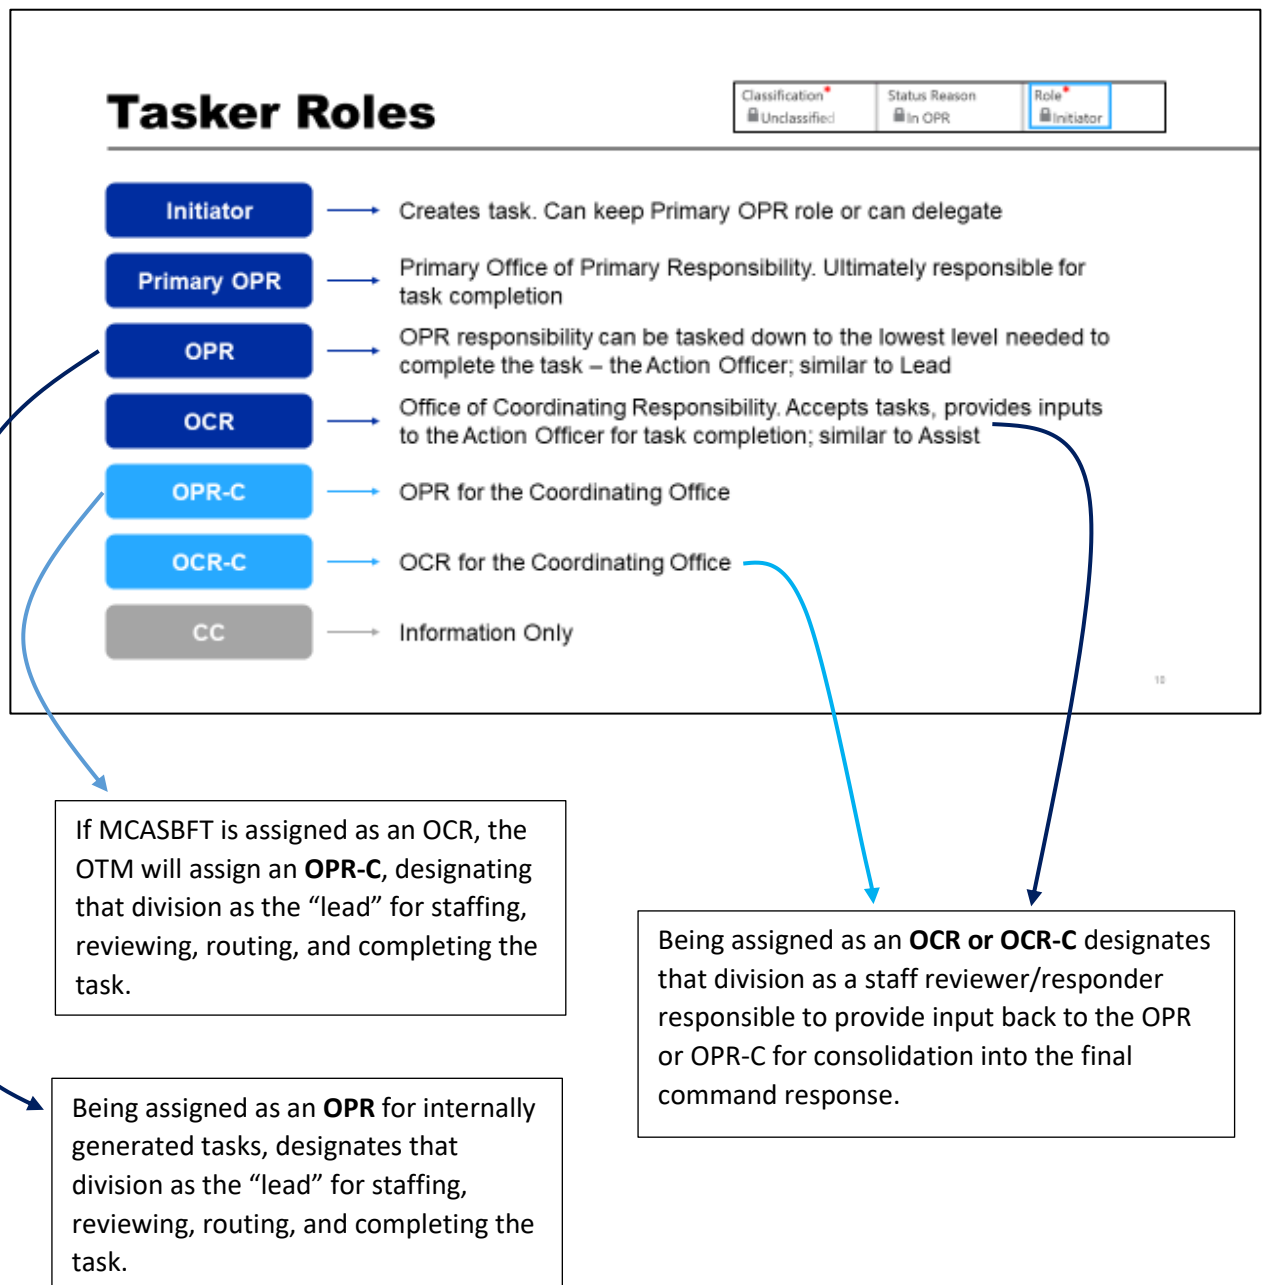 Tasker Roles
Classification*
Unclassified
Status Reason
In OPR
Role*
Initiator
Initiator
Creates task. Can keep Primary OPR role or can delegate
Primary OPR
Primary Office of Primary Responsibility. Ultimately responsible for
task completion
OPR
OPR responsibility can be tasked down to the lowest level needed to
complete the task – the Action Officer; similar to Lead
OCR
Office of Coordinating Responsibility. Accepts tasks, provides inputs
to the Action Officer for task completion; similar to Assist
OPR-C
OPR for the Coordinating Office
OCR-C
OCR for the Coordinating Office
CC
Information Only
10
If MCASBFT is assigned as an OCR, the
OTM will assign an OPR-C, designating
that division as the “lead” for staffing,
reviewing, routing, and completing the
task.
Being assigned as an OCR or OCR-C designates
that division as a staff reviewer/responder
responsible to provide input back to the OPR
or OPR-C for consolidation into the final
command response.
Being assigned as an OPR for internally
generated tasks, designates that
division as the “lead” for staffing,
reviewing, routing, and completing the
task.